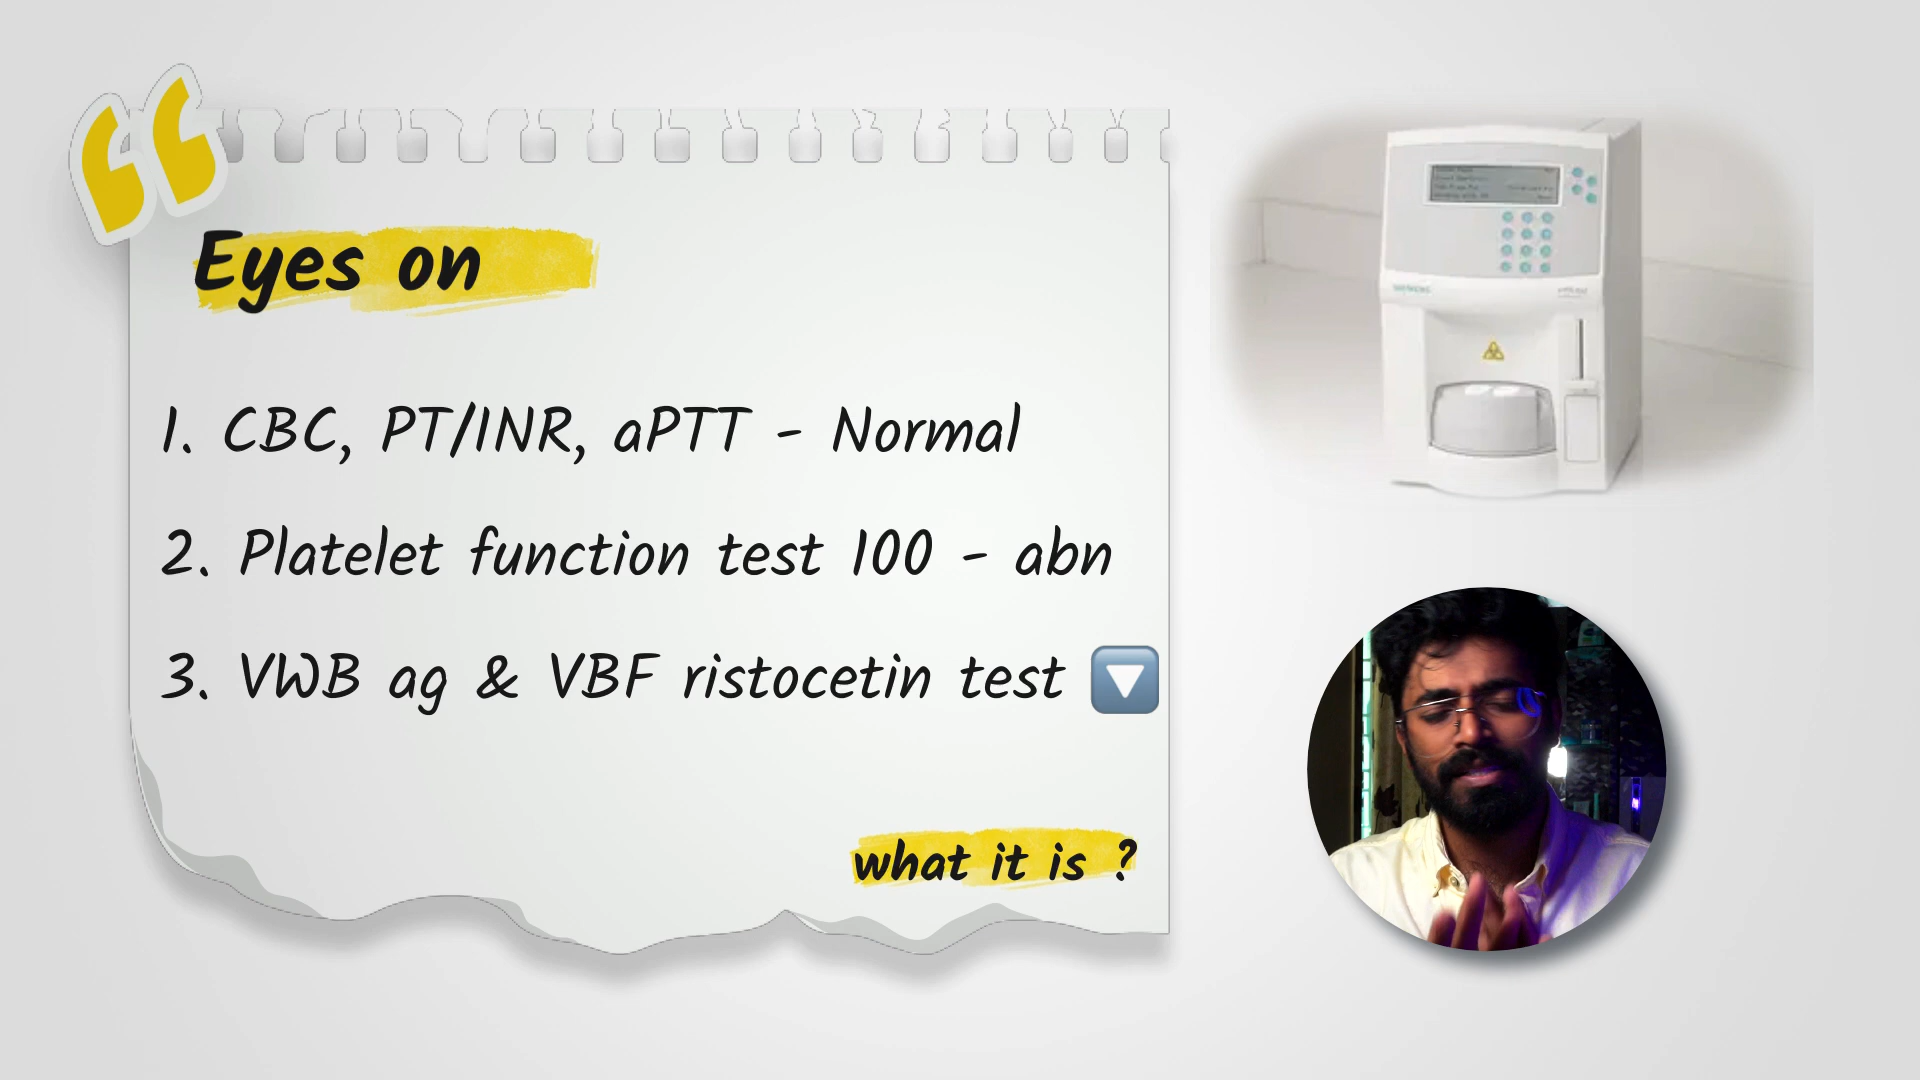 Eyes on
1. CBC, PT/INR, aPTT - Normal
2. Platelet function test 100 - abn
3. VWB ag & VBF ristocetin test
what it is ?
SIEMENS